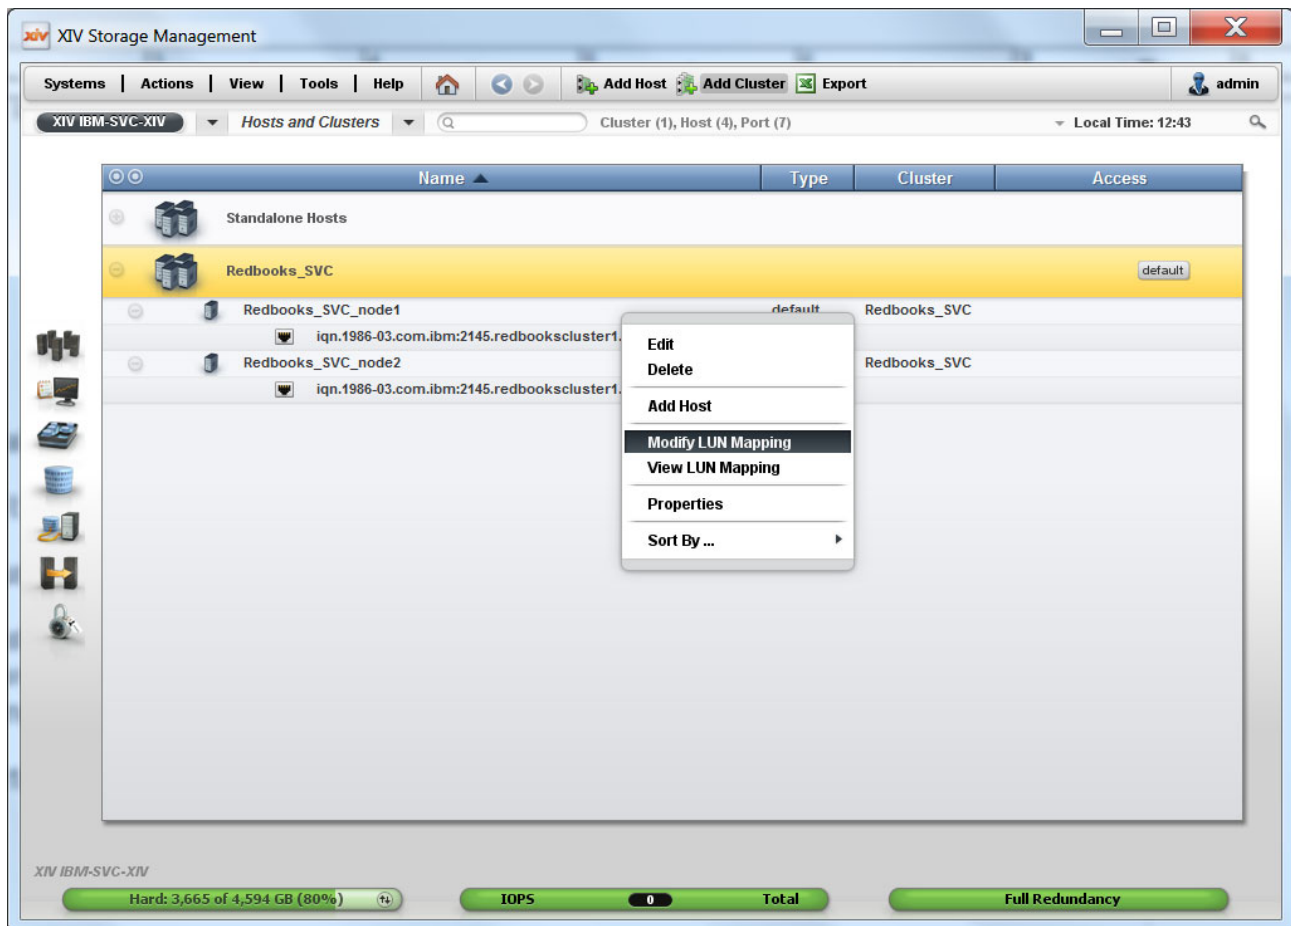 XIV XIV Storage Management
Systems | Actions | View | Tools | Help Add Host Add Cluster Export admin
XIV IBM-SVC-XIV Hosts and Clusters Cluster (1), Host (4), Port (7) Local Time: 12:43
Name Type Cluster Access
Standalone Hosts
Redbooks_SVC default
Redbooks_SVC_node1 default Redbooks_SVC
iqn.1986-03.com.ibm:2145.redbookscluster1.
Redbooks_SVC_node2 Redbooks_SVC
iqn.1986-03.com.ibm:2145.redbookscluster1.
Edit
Delete
Add Host
Modify LUN Mapping
View LUN Mapping
Properties
Sort By ...
XIV IBM-SVC-XIV
Hard: 3,665 of 4,594 GB (80%) IOPS 0 Total Full Redundancy